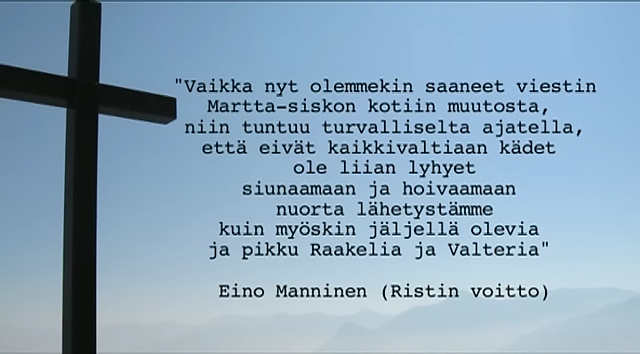 "Vaikka nyt olemmekin saaneet viestin
Martta-siskon kotiin muutosta,
niin tuntuu turvalliselta ajatella,
että eivät kaikkivaltiaan kädet
ole liian lyhyet
siunaamaan ja hoivaamaan
nuorta lähetystämme
kuin myöskin jäljellä olevia
ja pikku Raakelia ja Valteria"
Eino Manninen (Ristin voitto)